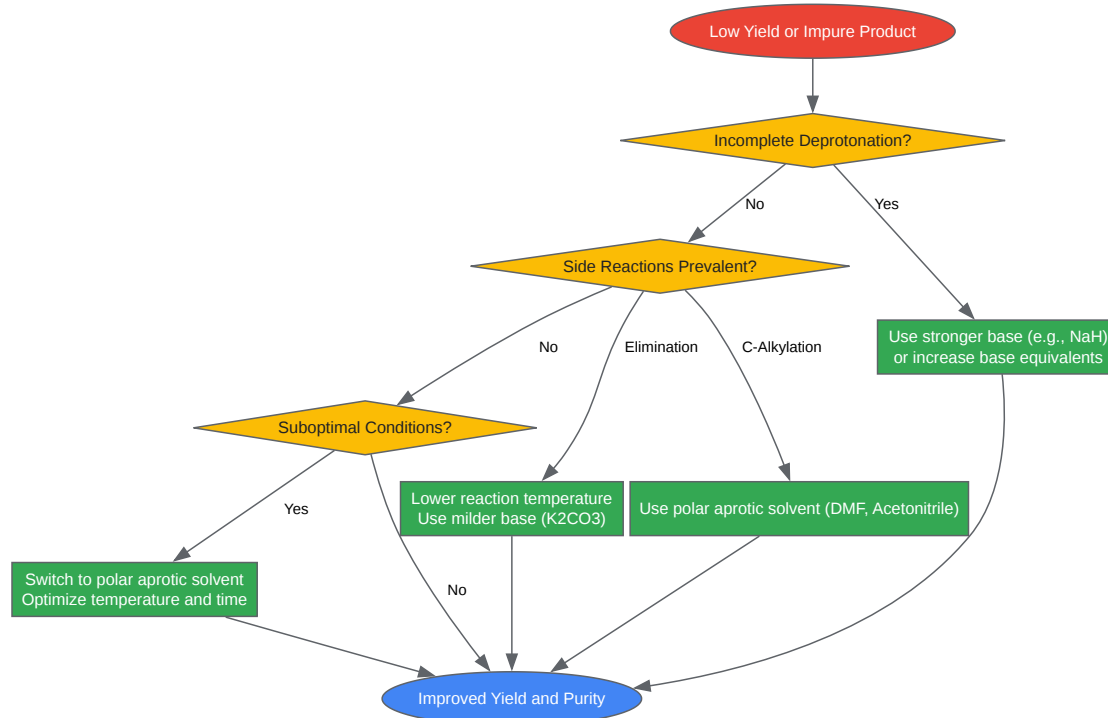 Low Yield or Impure Product
Incomplete Deprotonation?
No
Yes
Side Reactions Prevalent?
Use stronger base (e.g., NaH)
or increase base equivalents
No
Elimination
C-Alkylation
Suboptimal Conditions?
Lower reaction temperature
Use milder base (K2CO3)
Use polar aprotic solvent (DMF, Acetonitrile)
Yes
Switch to polar aprotic solvent
Optimize temperature and time
No
Improved Yield and Purity